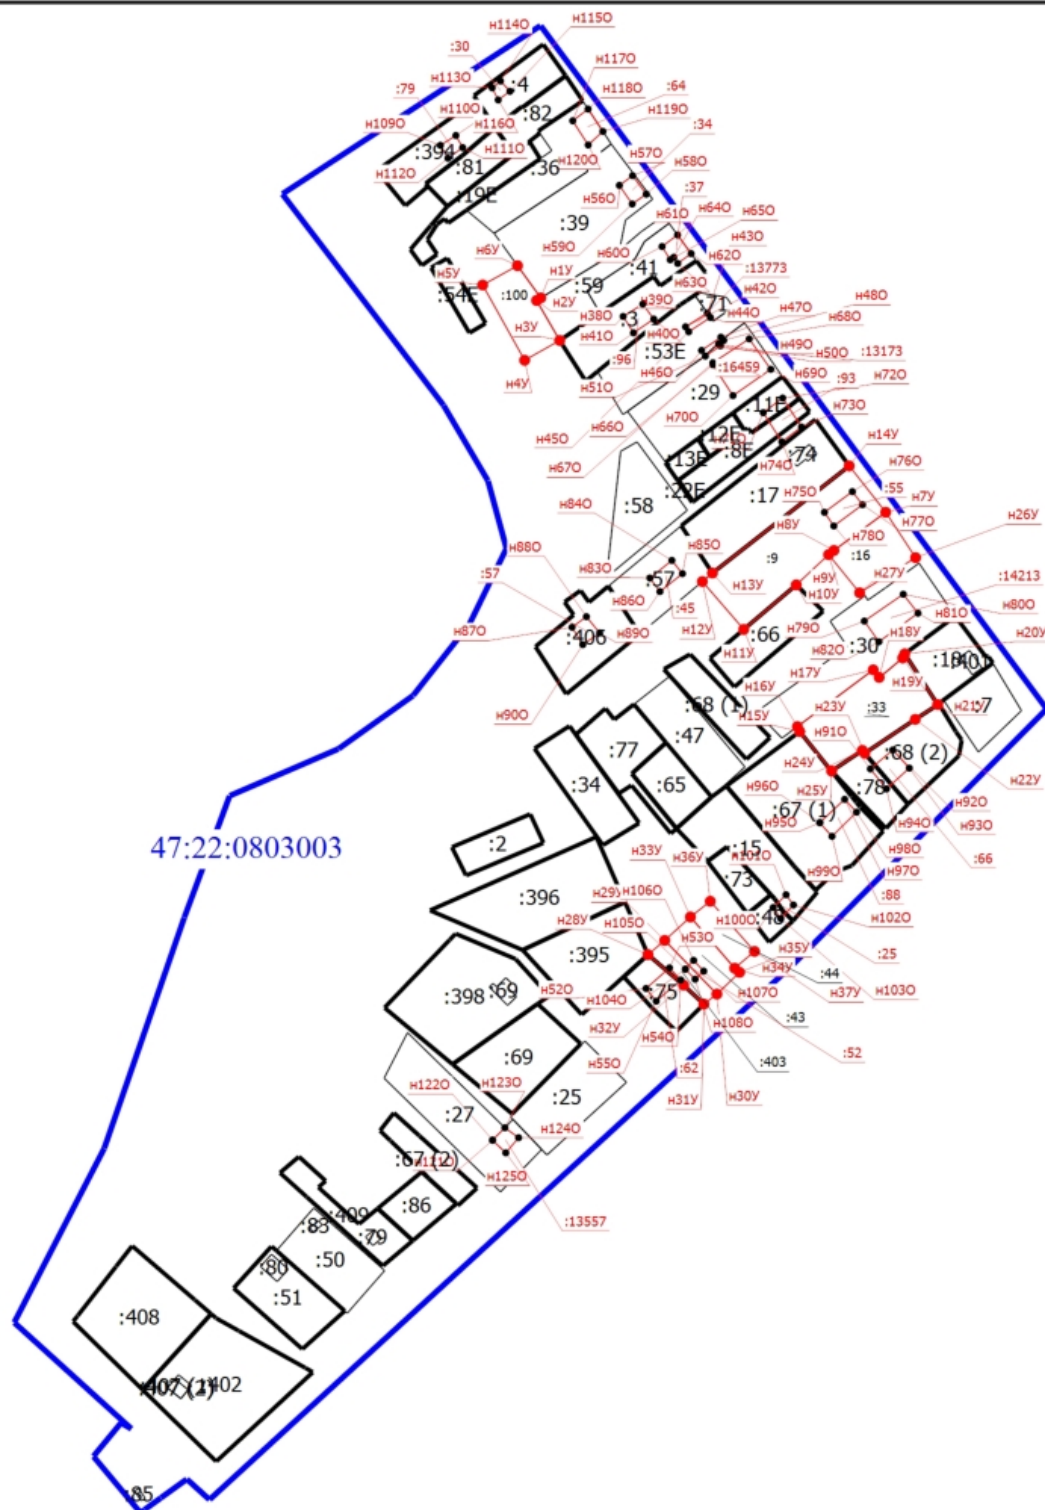 н114О
н115О
:30
н113О
:4
н117О
:79
н118О
:64
н110О
:82
н109О
н116О
н119О
:394
н111О
:34
н112О
:81
:36
н120О
н57О
н58О
:19Е
н56О
:37
:39
н61О
н64О
н65О
н59О
н6У
н60О
н43О
н62О
н5У
:41
:13773
:54Е
:100
н1У
:59
н63О
н42О
н2У
н39О
:71
н48О
н3У
н38О
:3
н44О
н47О
н68О
н41О
н40О
н49О
:96
:53Е
н50О
:13173
н4У
н46О
:16459
н69О
н51О
:29
:93
н72О
н45О
н66О
н70О
:11Е
н73О
:12Е
н14У
н67О
:13Е
:8Е
н74О
:74
н76О
:22Е
:17
:55
н84О
:58
н75О
н7У
н8У
н77О
н26У
н88О
н85О
н78О
:57
н83О
:57
:9
:16
н9У
н27У
:14213
н86О
:45
н10У
н80О
н87О
:406
н89О
н12У
н13У
н79О
н81О
:66
н18У
н20У
н11У
н82О
:30
н17У
:18
:401
н16У
н19У
н90О
:68 (1)
н23У
н21У
:7
н15У
:33
:47
н91О
:77
н24У
:68 (2)
н22У
:34
:65
н96О
н25У
:78
н92О
:67 (1)
н95О
н94О
н93О
47:22:0803003
:2
н33У
н36У
:15
н98О
:66
н101О
н99О
н97О
:73
:88
:396
н29У
н106О
н102О
н28У
н100О
:48
н105О
:25
н53О
н35У
:395
н34У
:44
:398
:69
н52О
н37У
н103О
н104О
:75
н107О
:43
н32У
н108О
н54О
:69
н55О
:52
:62
:403
н123О
н31У
н30У
н122О
:27
:25
н124О
:67 (2)
н125О
:86
:13557
:409
:83
:79
:80
:50
:51
:408
:402
:85